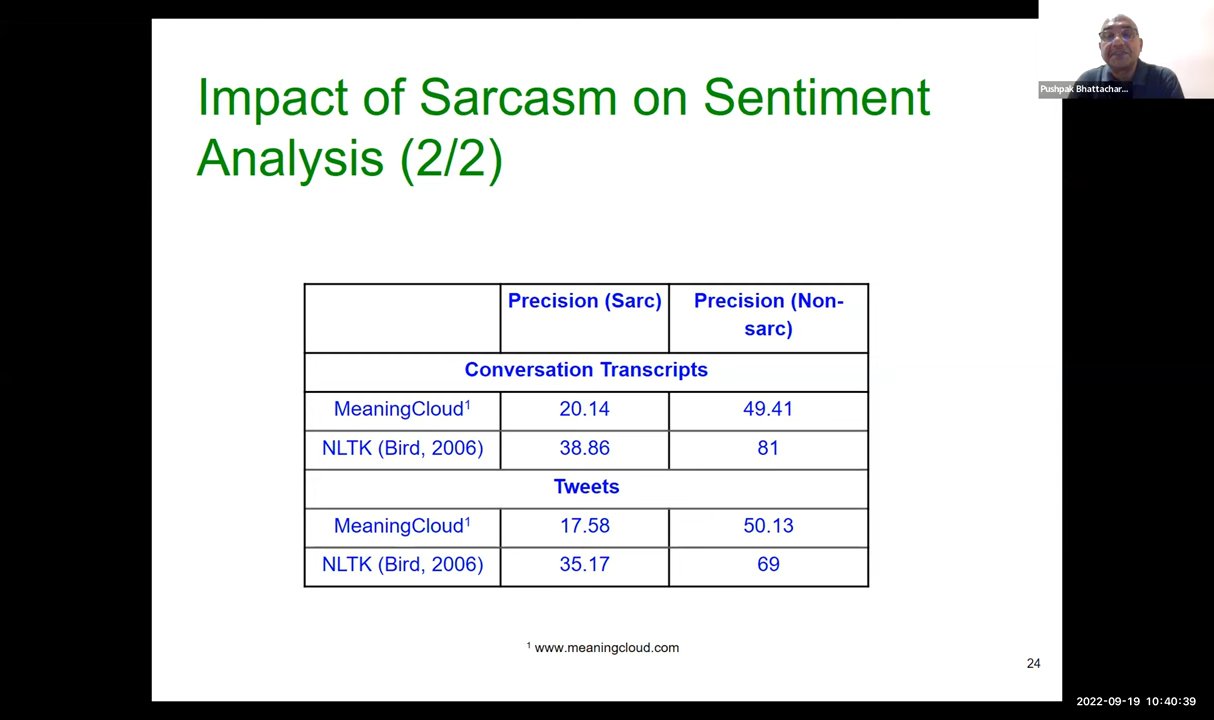 Impact of Sarcasm on Sentiment
Analysis (2/2)
Pushpak Bhattachar...
Precision (Sarc) Precision (Non-
sarc)
Conversation Transcripts
MeaningCloud¹ 20.14 49.41
NLTK (Bird, 2006) 38.86 81
Tweets
MeaningCloud¹ 17.58 50.13
NLTK (Bird, 2006) 35.17 69
¹ www.meaningcloud.com
24
2022-09-19 10:40:39